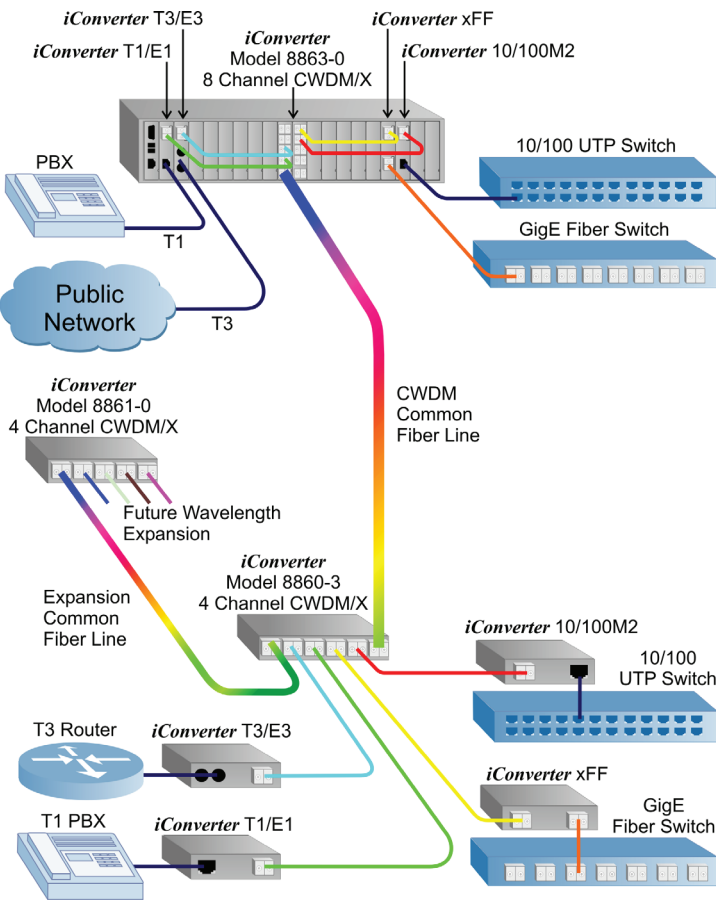 iConverter T3/E3
iConverter T1/E1
iConverter
Model 8863-0
8 Channel CWDM/X
iConverter xFF
iConverter 10/100M2
PBX
T1
10/100 UTP Switch
GigE Fiber Switch
Public
Network
T3
iConverter
Model 8861-0
4 Channel CWDM/X
CWDM
Common
Fiber Line
Future Wavelength
Expansion
iConverter
Model 8860-3
4 Channel CWDM/X
Expansion
Common
Fiber Line
iConverter 10/100M2
10/100
UTP Switch
T3 Router
iConverter T3/E3
iConverter xFF
GigE
Fiber Switch
T1 PBX
iConverter T1/E1